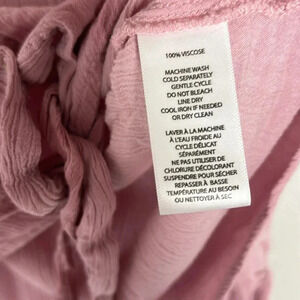 100% VISCOSE
MACHINE WASH
COLD SEPARATELY
GENTLE CYCLE
DO NOT BLEACH
LINE DRY
COOL IRON IF NEEDED
OR DRY CLEAN
LAVER À LA MACHINE
À L'EAU FROIDE AU
CYCLE DÉLICAT
SÉPARÉMENT
NE PAS UTILISER DE
CHLORURE DÉCOLORANT
SUSPENDRE POUR SÉCHER
REPASSER À BASSE
TEMPÉRATURE AU BESOIN
OU NETTOYER À SEC